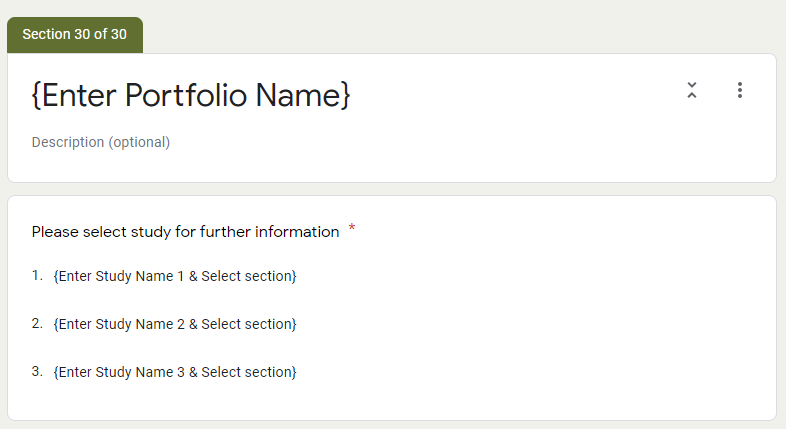 Section 30 of 30
{Enter Portfolio Name}
Description (optional)
Please select study for further information *
1. {Enter Study Name 1 & Select section}
2. {Enter Study Name 2 & Select section}
3. {Enter Study Name 3 & Select section}